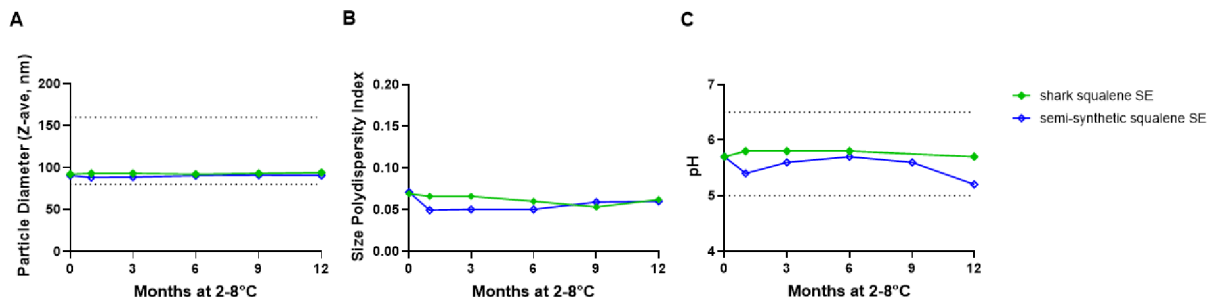 A
Particle Diameter (Z-ave, nm)
200
150
100
50
0
0 3 6 9 12
Months at 2-8°C
B
Size Polydispersity Index
0.20
0.15
0.10
0.05
0.00
0 3 6 9 12
Months at 2-8°C
C
pH
7
6
5
4
0 3 6 9 12
Months at 2-8°C
shark squalene SE
semi-synthetic squalene SE